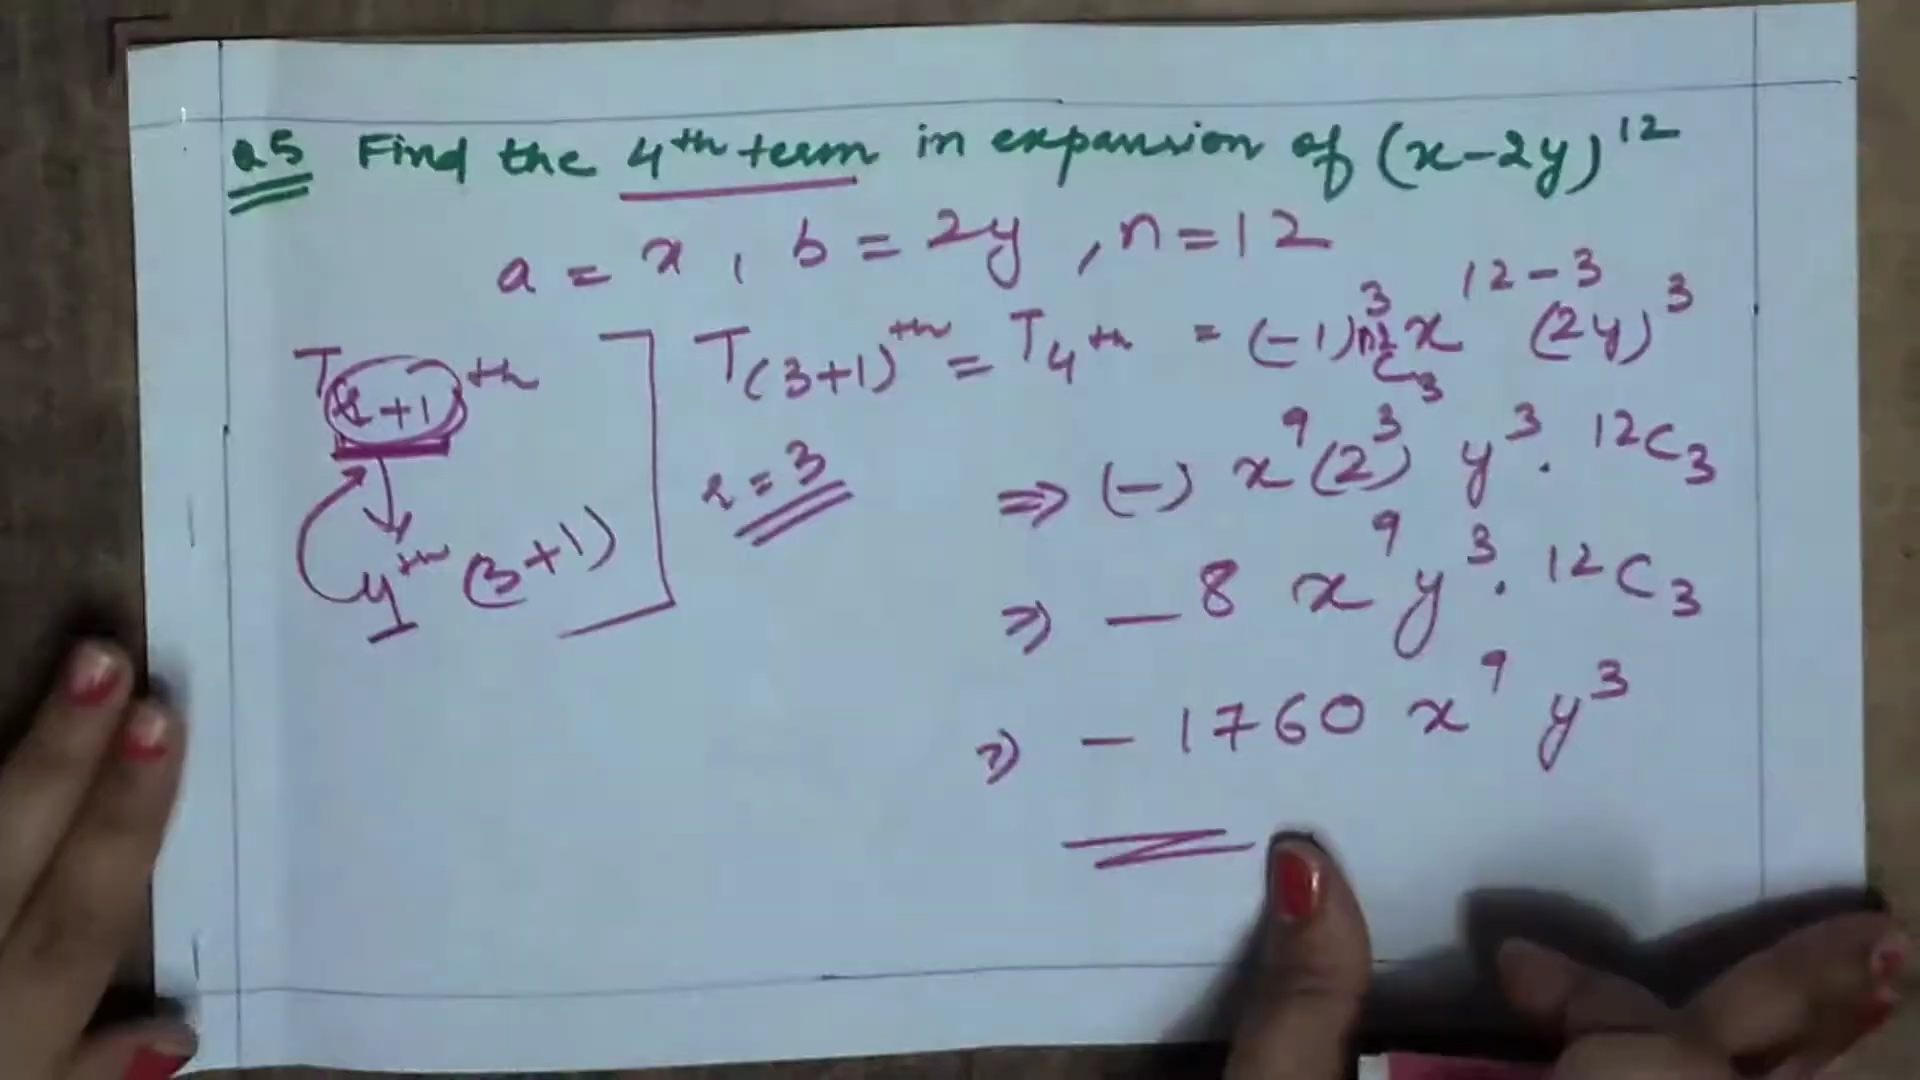 Q5 Find the 4th term in expansion of (x-2y)^12
a = x, b = 2y, n=12
T(r+1)th
4th (3+1)
T(3+1)th = T4th = (-1)^3 12C3 x^12-3 (2y)^3
r = 3
⇒ (-) x^9 (2)^3 y^3 . 12C3
⇒ -8 x^9 y^3 . 12C3
⇒ -1760 x^9 y^3